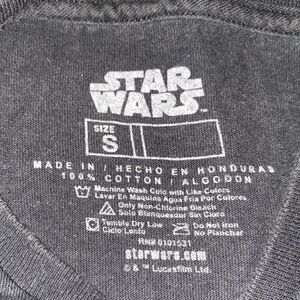 STAR
WARS™
SIZE
S
MADE IN / HECHO EN HONDURAS
100% COTTON / ALGODON
Machine Wash Cold with Like Colors
Lavar En Maquina Agua Fria Por Colores
Only Non-Chlorine Bleach
Solo Blanqueador Sin Cloro
Tumble Dry Low
Ciclo Lento
Do Not Iron
No Planchar
RN# 0101531
starwars.com
© & ™ Lucasfilm Ltd.